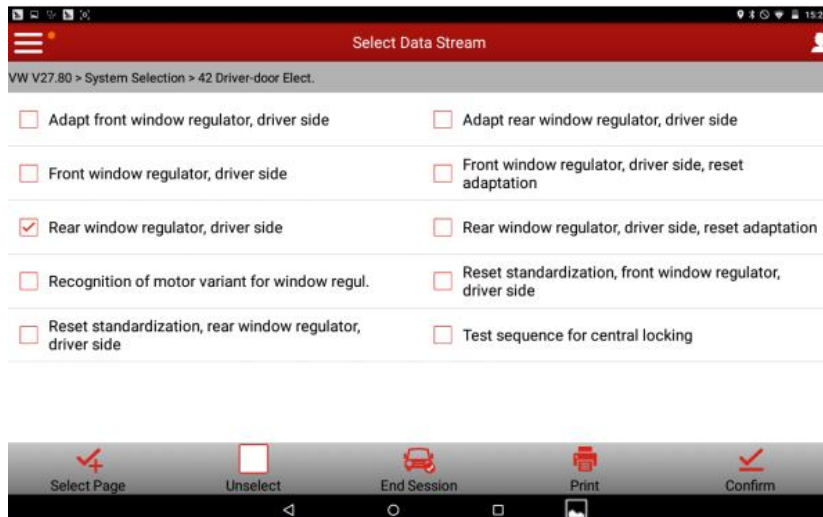 15:2
Select Data Stream
VW V27.80 > System Selection > 42 Driver-door Elect.
Adapt front window regulator, driver side
Adapt rear window regulator, driver side
Front window regulator, driver side
Front window regulator, driver side, reset
adaptation
Rear window regulator, driver side
Rear window regulator, driver side, reset adaptation
Recognition of motor variant for window regul.
Reset standardization, front window regulator,
driver side
Reset standardization, rear window regulator,
driver side
Test sequence for central locking
Select Page
Unselect
End Session
Print
Confirm